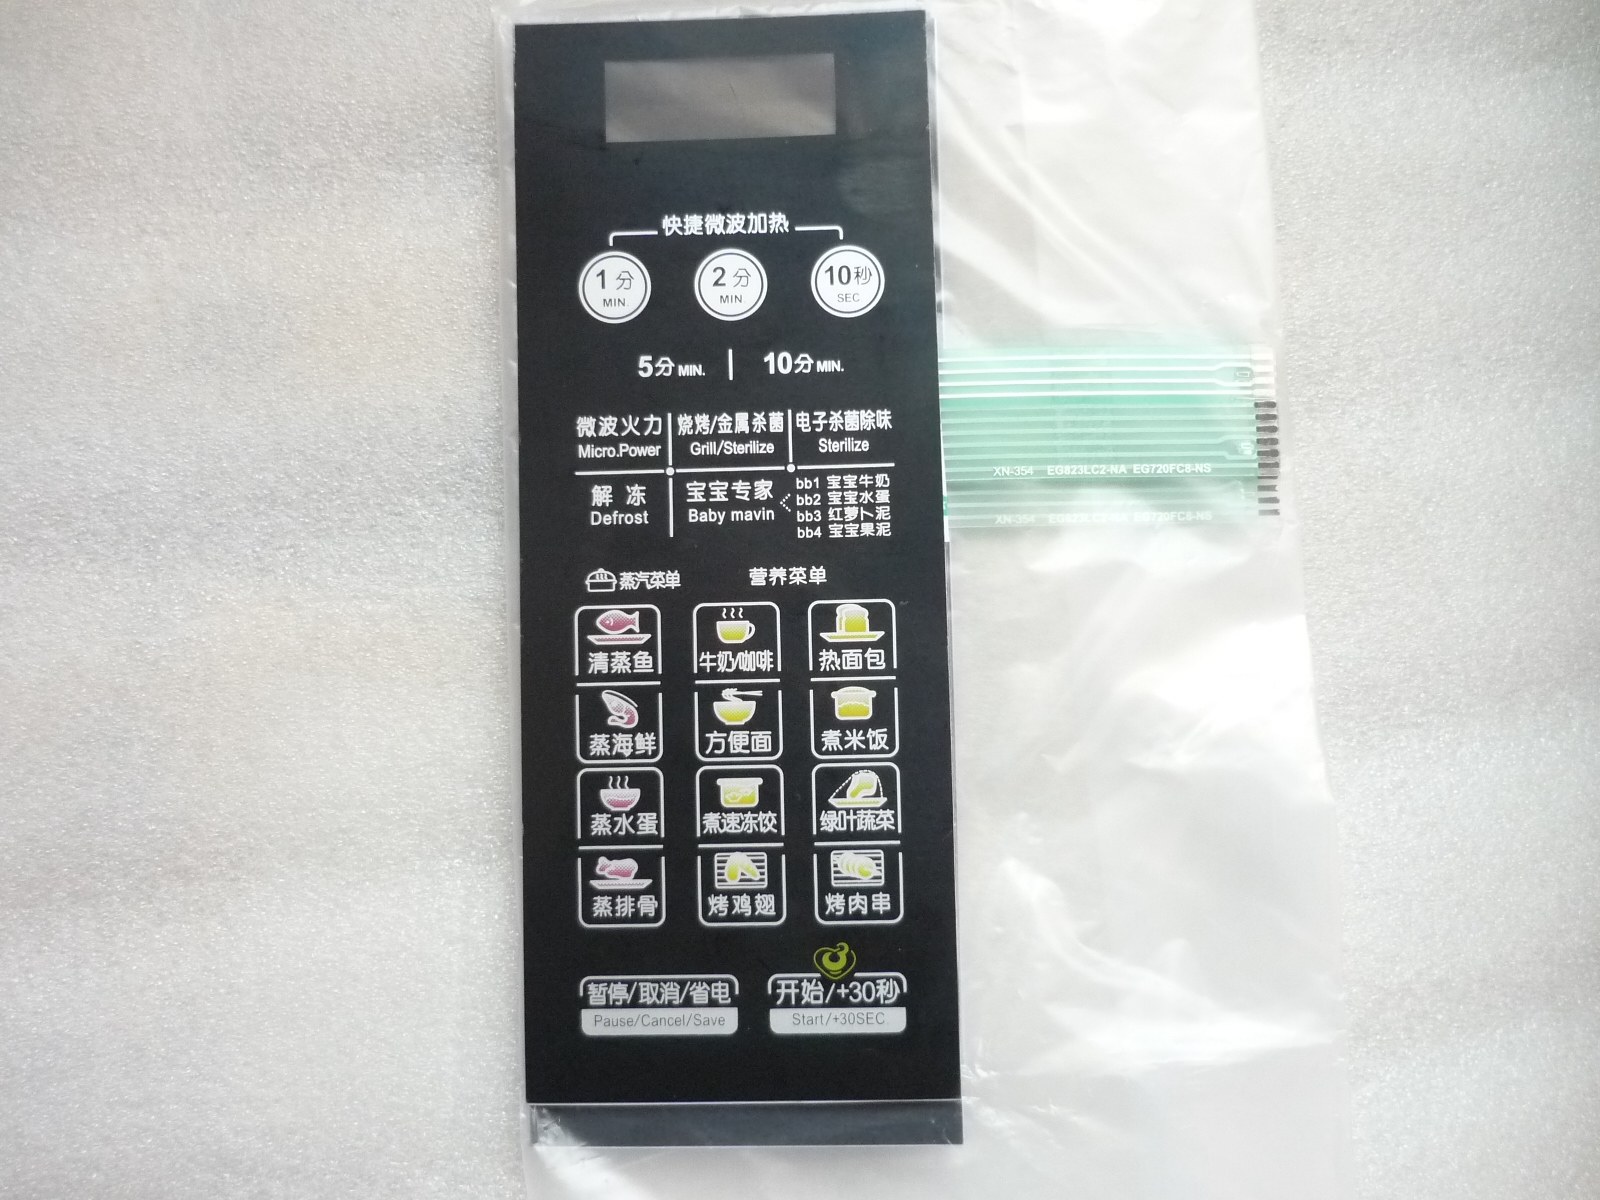 快捷微波加热
1分 MIN.
2分 MIN.
10秒 SEC
5分 MIN. | 10分 MIN.
微波火力
Micro.Power
烧烤/金属杀菌
Grill/Sterilize
电子杀菌除味
Sterilize
解冻
Defrost
宝宝专家
Baby mavin
bb1 宝宝牛奶
bb2 宝宝水蛋
bb3 红萝卜泥
bb4 宝宝果泥
蒸汽菜单
营养菜单
清蒸鱼
牛奶/咖啡
热面包
蒸海鲜
方便面
煮米饭
蒸水蛋
煮速冻饺
绿叶蔬菜
蒸排骨
烤鸡翅
烤肉串
暂停/取消/省电
Pause/Cancel/Save
开始/+30秒
Start/+30SEC.
XN-354 EG823LC2-NA EG720FC8-NS
XN-354 EG823LC2-NA EG720FC8-NS